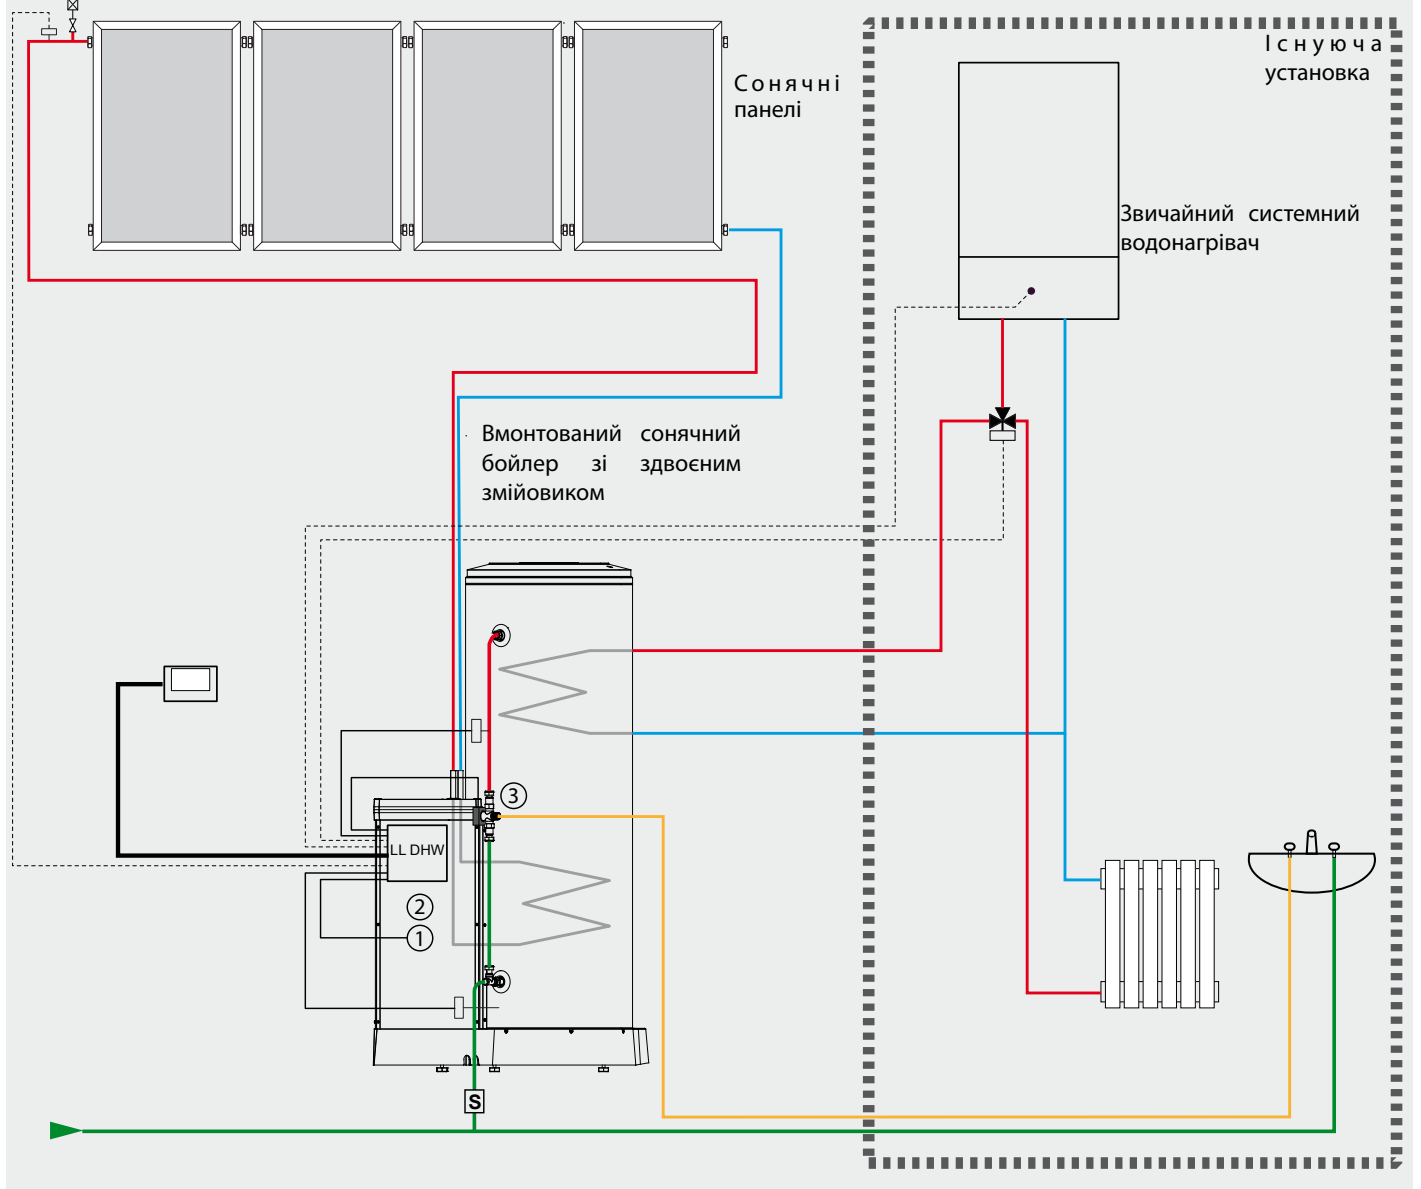 Існуюча
установка
Сонячні
панелі
Звичайний системний
водонагрівач
Вмонтований сонячний
бойлер зі здвоєним
змійовиком
3
LL DHW
2
1
S